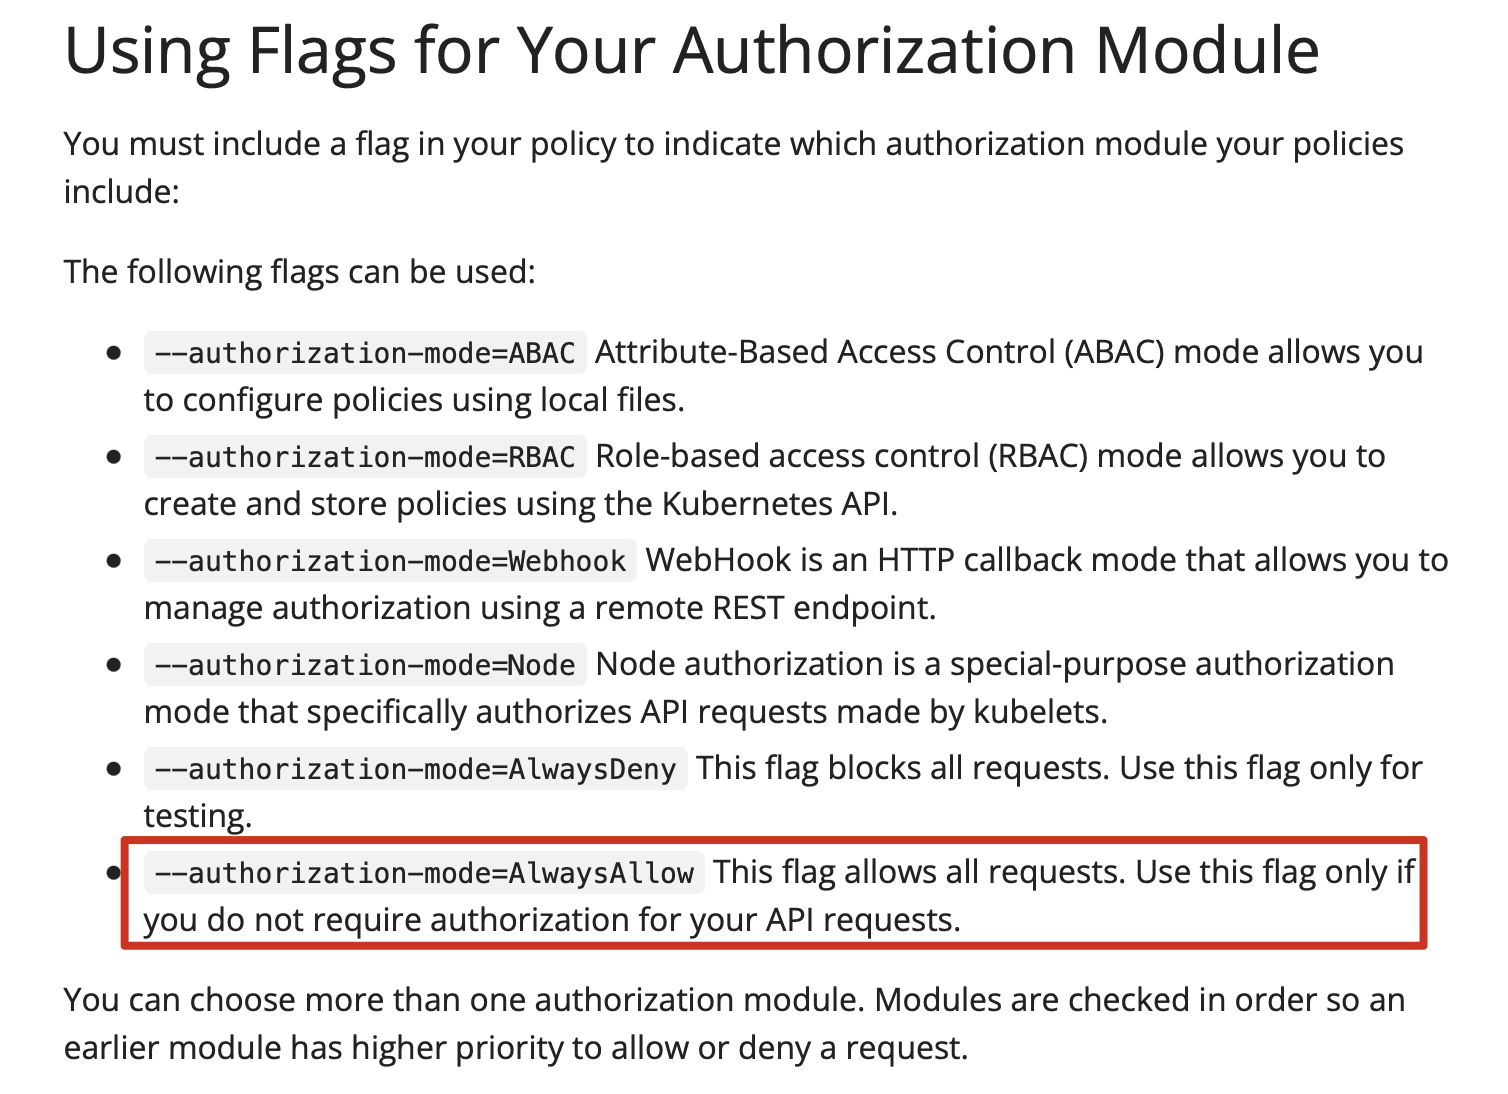 Using Flags for Your Authorization Module
You must include a flag in your policy to indicate which authorization module your policies
include:
The following flags can be used:
--authorization-mode=ABAC Attribute-Based Access Control (ABAC) mode allows you
to configure policies using local files.
--authorization-mode=RBAC Role-based access control (RBAC) mode allows you to
create and store policies using the Kubernetes API.
--authorization-mode=Webhook WebHook is an HTTP callback mode that allows you to
manage authorization using a remote REST endpoint.
--authorization-mode=Node Node authorization is a special-purpose authorization
mode that specifically authorizes API requests made by kubelets.
--authorization-mode=AlwaysDeny This flag blocks all requests. Use this flag only for
testing.
--authorization-mode=AlwaysAllow This flag allows all requests. Use this flag only if
you do not require authorization for your API requests.
You can choose more than one authorization module. Modules are checked in order so an
earlier module has higher priority to allow or deny a request.